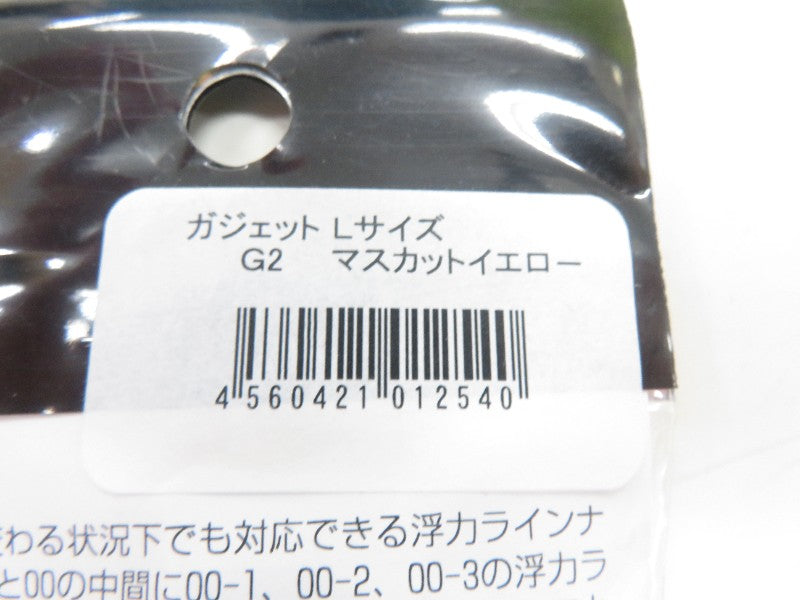 ガジェット Lサイズ
G2 マスカットイエロー
4 560421 012540
わる状況下でも対応できる浮力ラインナ
と00の中間に00-1、00-2、00-3の浮力ラ